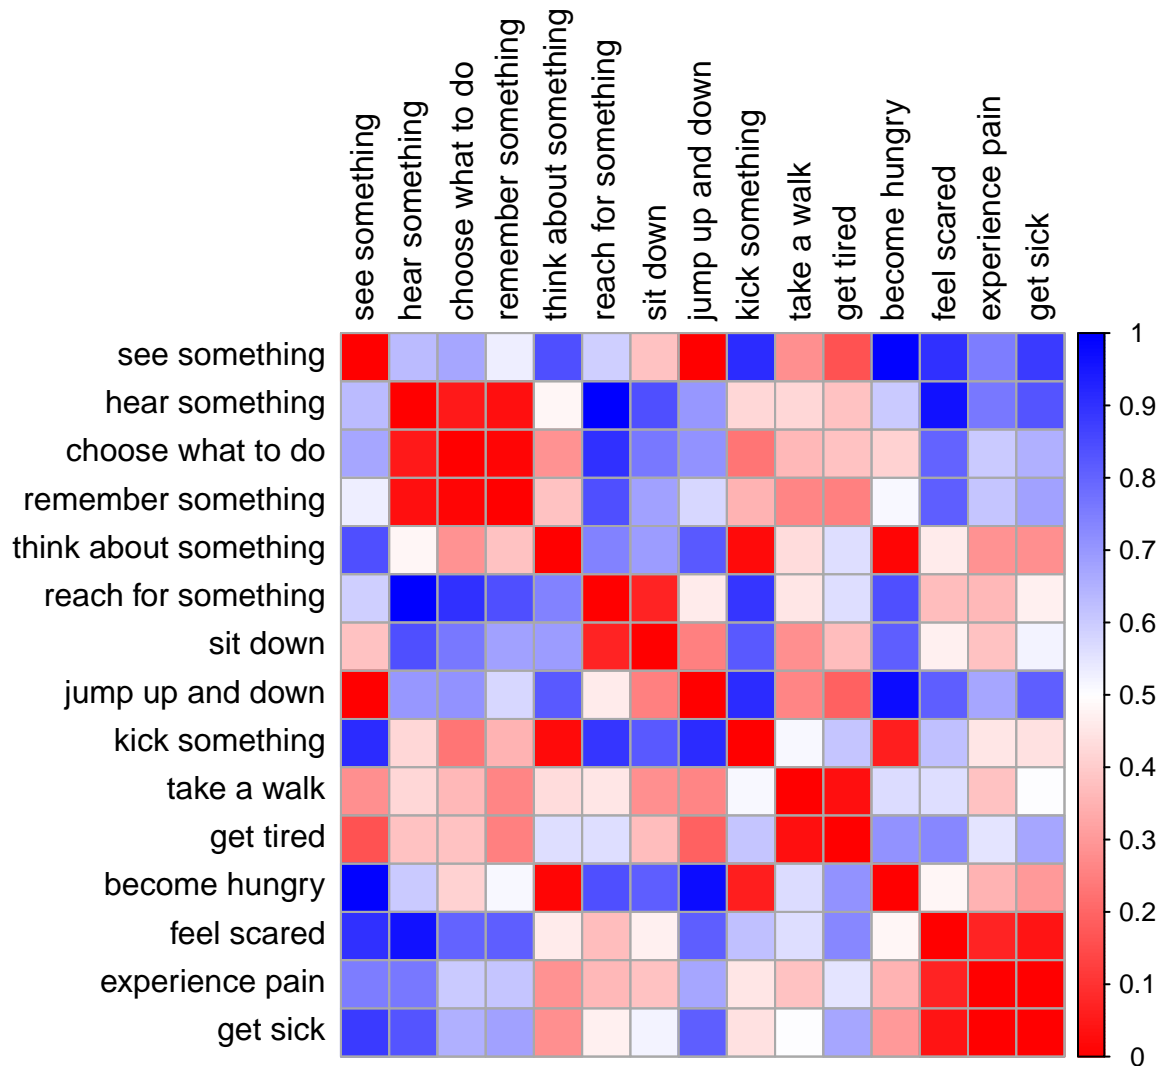 see something
hear something
choose what to do
remember something
think about something
reach for something
sit down
jump up and down
kick something
take a walk
get tired
become hungry
feel scared
experience pain
get sick
see something
hear something
choose what to do
remember something
think about something
reach for something
sit down
jump up and down
kick something
take a walk
get tired
become hungry
feel scared
experience pain
get sick
1
0.9
0.8
0.7
0.6
0.5
0.4
0.3
0.2
0.1
0